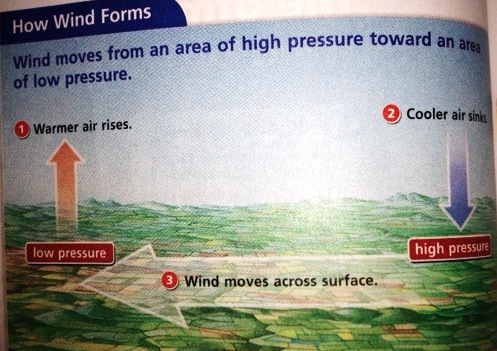 How Wind Forms
Wind moves from an area of high pressure toward an area
of low pressure.
1 Warmer air rises.
2 Cooler air sinks.
low pressure
high pressure
3 Wind moves across surface.